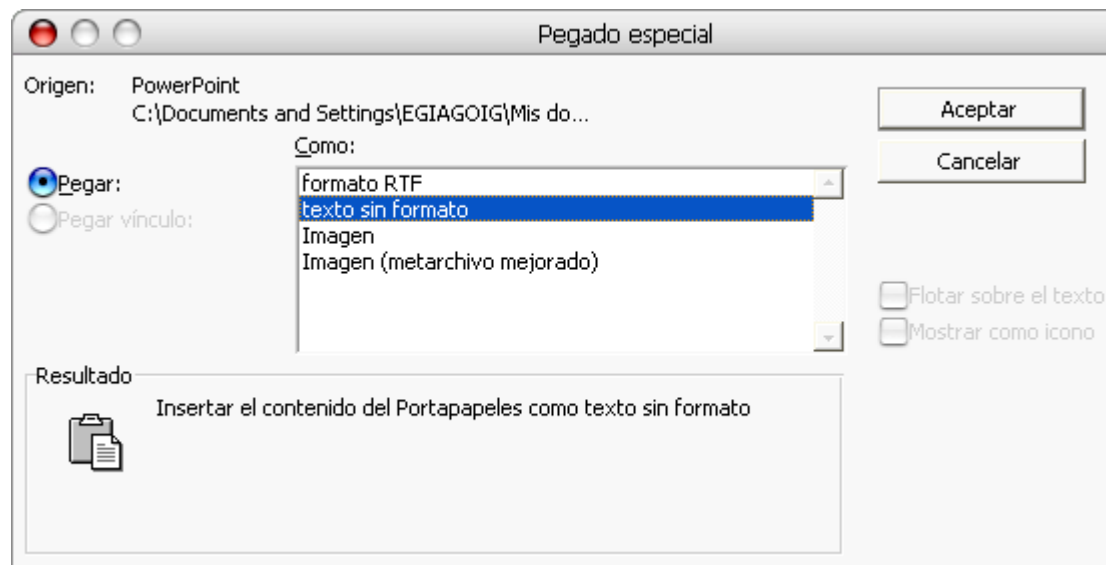 Pegado especial
Origen: PowerPoint
C:\Documents and Settings\EGIAGOIG\Mis do...
Como:
Pegar:
Pegar vínculo:
formato RTF
texto sin formato
Imagen
Imagen (metarchivo mejorado)
Aceptar
Cancelar
Flotar sobre el texto
Mostrar como icono
Resultado
Insertar el contenido del Portapapeles como texto sin formato